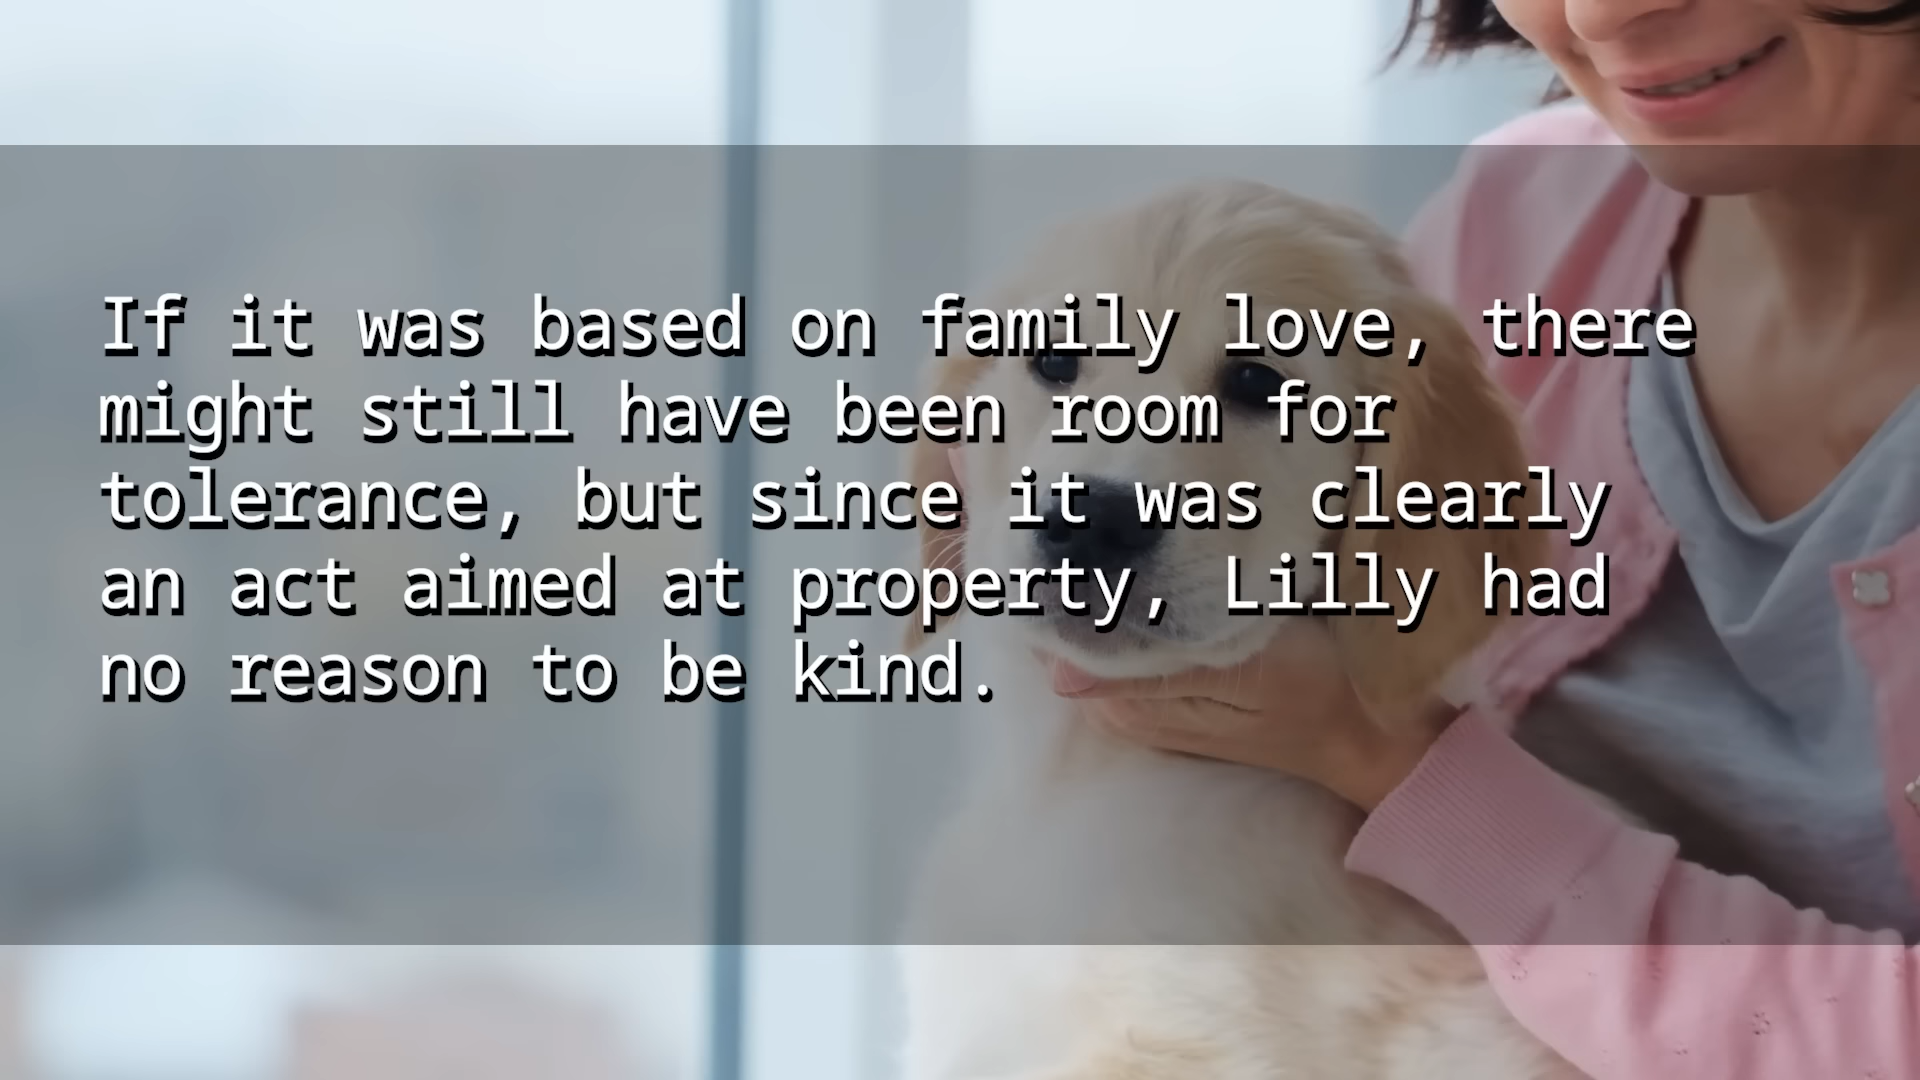 If it was based on family love, there
might still have been room for
tolerance, but since it was clearly
an act aimed at property, Lilly had
no reason to be kind.